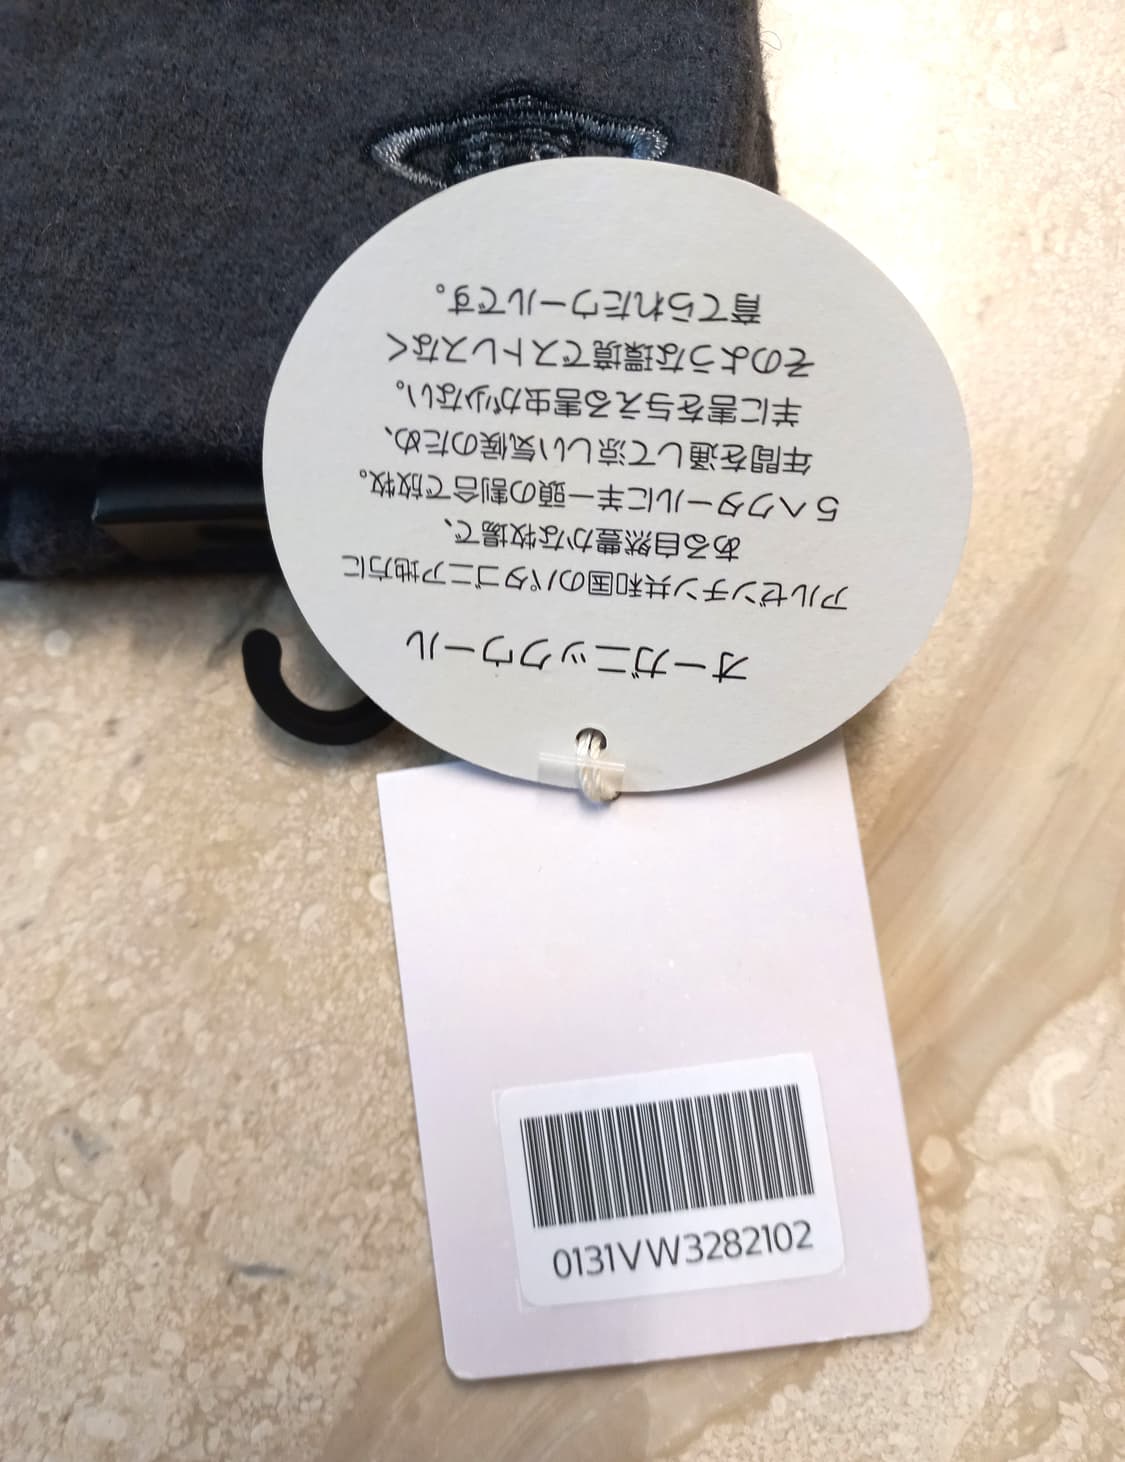 オーガニックウール
アルゼンチン共和国のパタゴニア地方に
ある自然豊かな牧場で、
5ヘクタールに羊一頭の割合で放牧。
年間を通して涼しい気候のため、
羊に害を与える害虫が少ない。
そのような環境でストレスなく
育てられたウールです。
0131VW3282102